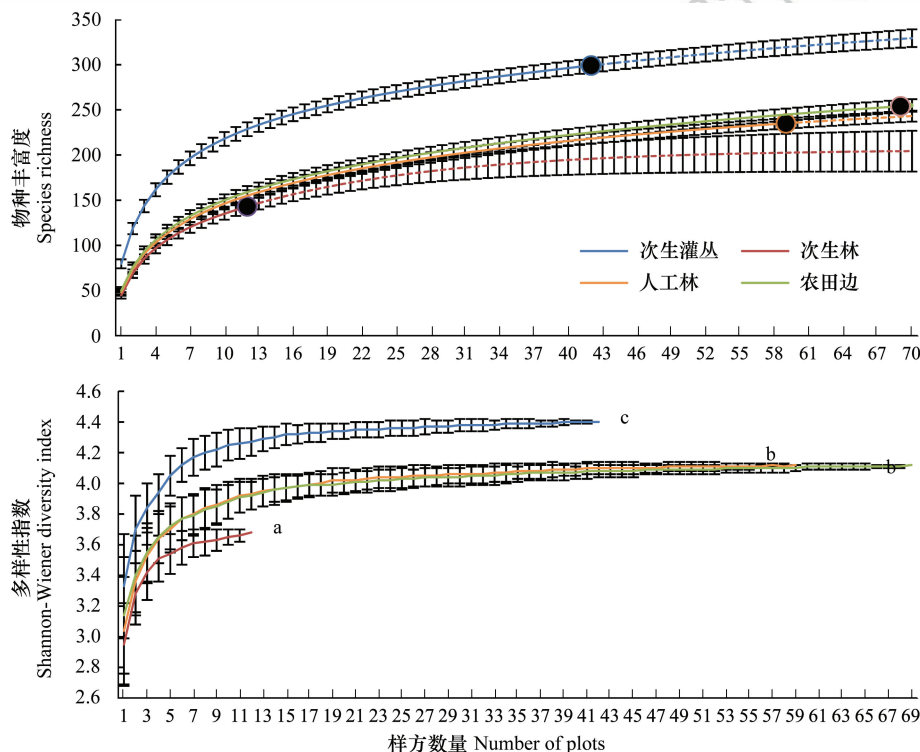 350
300
250
200
150
100
50
0
物种丰富度
Species richness
次生灌丛
次生林
人工林
农田边
1 4 7 10 13 16 19 22 25 28 31 34 37 40 43 46 49 52 55 58 61 64 67 70
4.6
4.4
4.2
4.0
3.8
3.6
3.4
3.2
3.0
2.8
2.6
多样性指数
Shannon-Wiener diversity index
c
b
b
a
1 3 5 7 9 11 13 15 17 19 21 23 25 27 29 31 33 35 37 39 41 43 45 47 49 51 53 55 57 59 61 63 65 67 69
样方数量 Number of plots